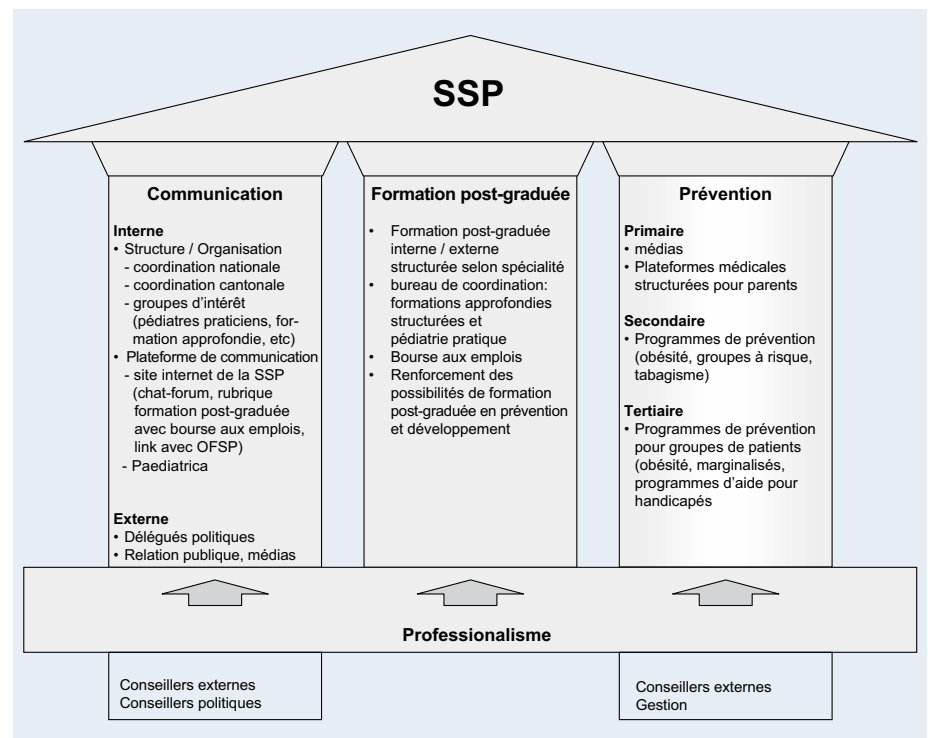 SSP
Communication
Interne
• Structure / Organisation
- coordination nationale
- coordination cantonale
- groupes d'intérêt
(pédiatres praticiens, for-
mation approfondie, etc)
• Plateforme de communication
- site internet de la SSP
(chat-forum, rubrique
formation post-graduée
avec bourse aux emplois,
link avec OFSP)
- Paediatrica
Externe
• Délégués politiques
• Relation publique, médias
Formation post-graduée
• Formation post-graduée
interne / externe
structurée selon spécialité
• bureau de coordination:
formations approfondies
structurées et
pédiatrie pratique
• Bourse aux emplois
• Renforcement des
possibilités de formation
post-graduée en prévention
et développement
Prévention
Primaire
• médias
• Plateformes médicales
structurées pour parents
Secondaire
• Programmes de prévention
(obésité, groupes à risque,
tabagisme)
Tertiaire
• Programmes de prévention
pour groupes de patients
(obésité, marginalisés,
programmes d'aide pour
handicapés
Professionalisme
Conseillers externes
Conseillers politiques
Conseillers externes
Gestion